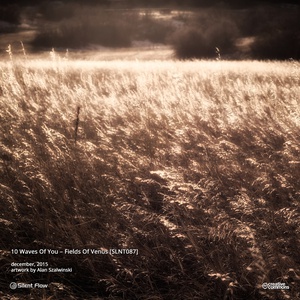 10 Waves Of You – Fields Of Venus [SLNT087]
december, 2015
artwork by Alan Szalwinski
Silent Flow
creative
commons